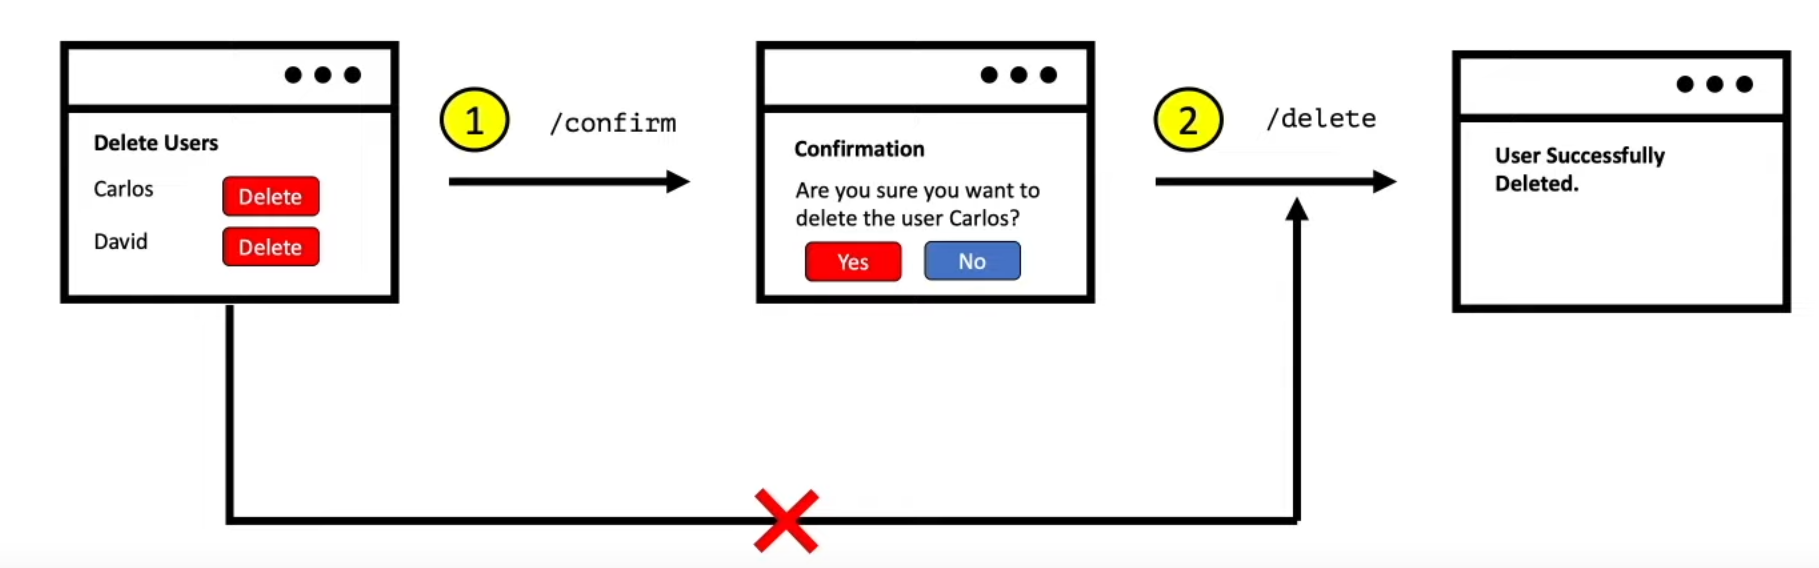 Delete Users
Carlos
Delete
David
Delete
1
/confirm
Confirmation
Are you sure you want to
delete the user Carlos?
Yes
No
2
/delete
User Successfully
Deleted.